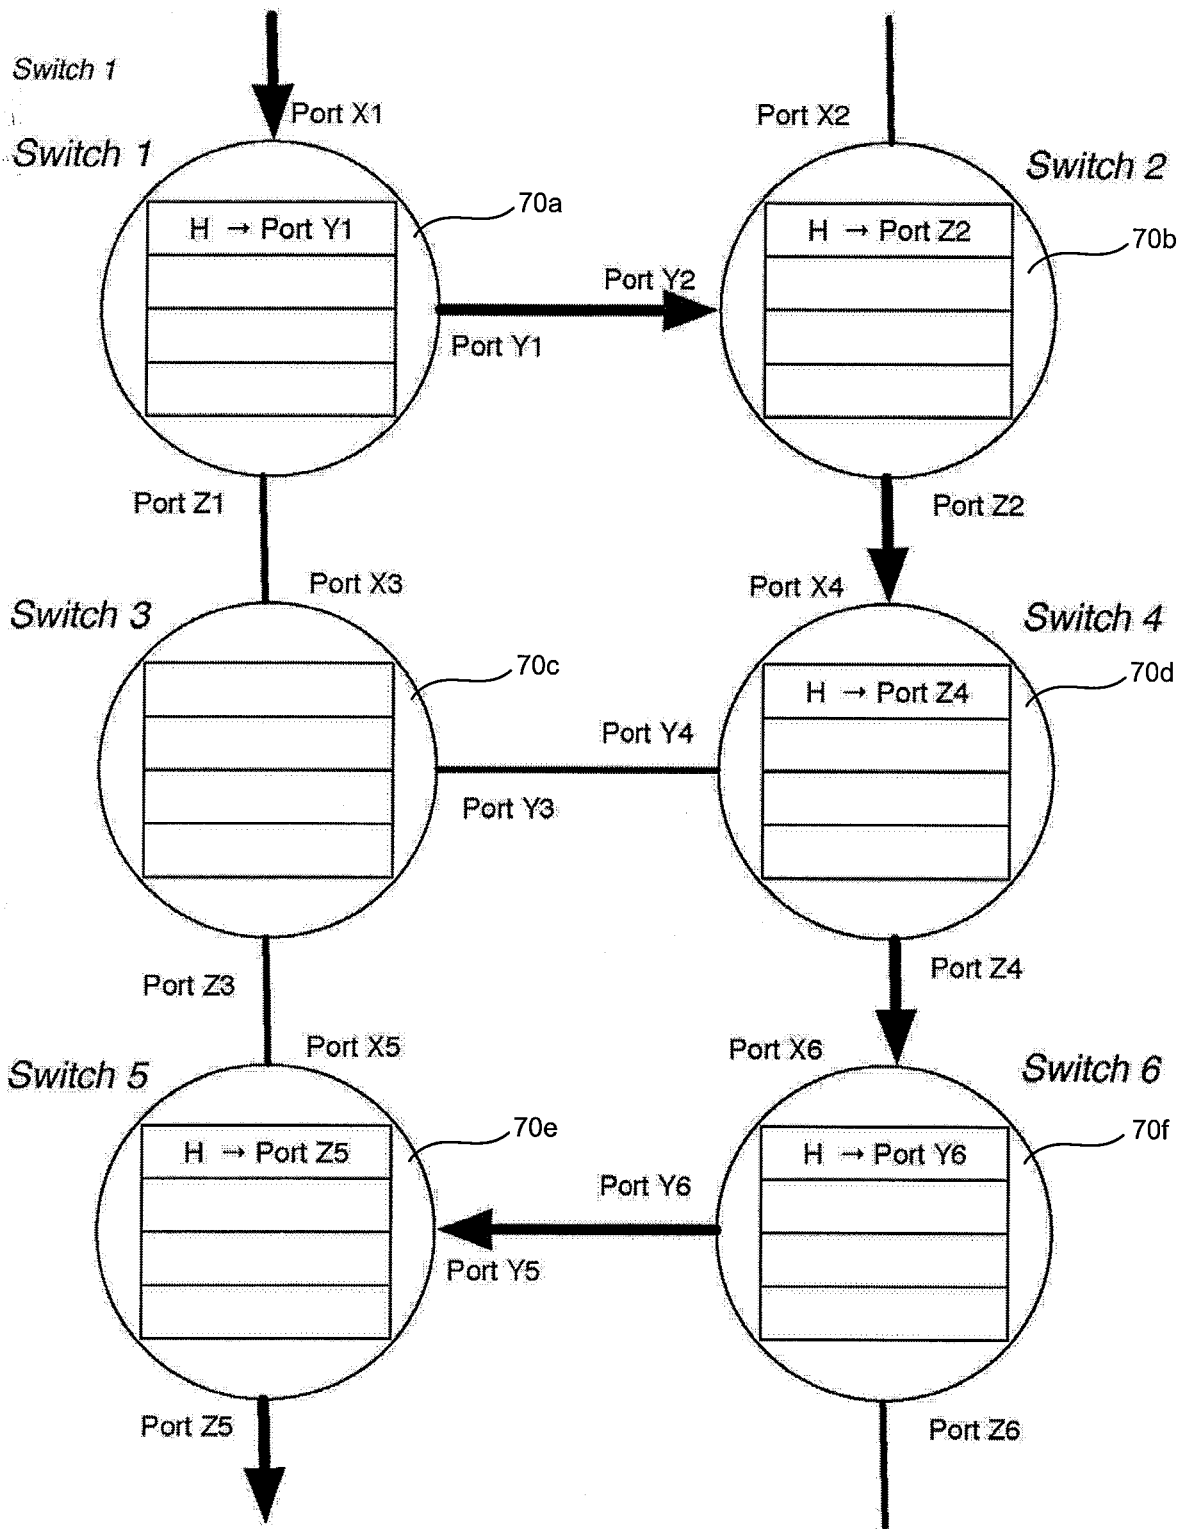 Switch 1
Port X1
Port X2
Switch 1
Switch 2
70a
H → Port Y1
H → Port Z2
70b
Port Y2
Port Y1
Port Z1
Port Z2
Port X3
Port X4
Switch 3
Switch 4
70c
70d
H → Port Z4
Port Y4
Port Y3
Port Z3
Port Z4
Port X5
Port X6
Switch 5
Switch 6
70e
70f
H → Port Z5
H → Port Y6
Port Y6
Port Y5
Port Z5
Port Z6